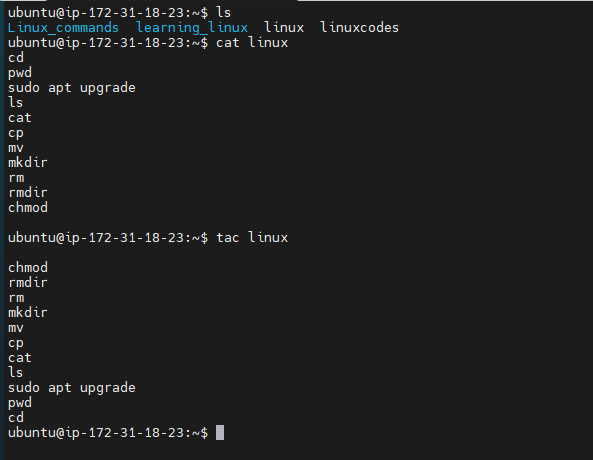 ubuntu@ip-172-31-18-23:~$ ls
Linux_commands  learning_linux  linux  linuxcodes
ubuntu@ip-172-31-18-23:~$ cat linux
cd
pwd
sudo apt upgrade
ls
cat
cp
mv
mkdir
rm
rmdir
chmod

ubuntu@ip-172-31-18-23:~$ tac linux

chmod
rmdir
rm
mkdir
mv
cp
cat
ls
sudo apt upgrade
pwd
cd
ubuntu@ip-172-31-18-23:~$